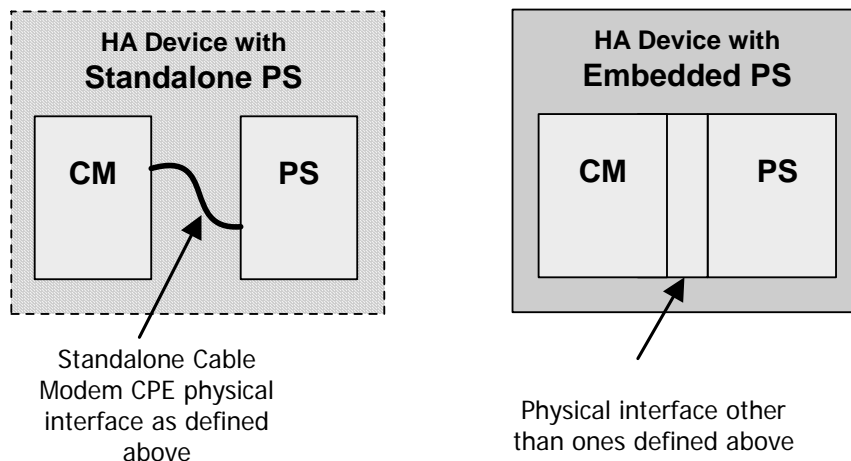 HA Device with
Standalone PS
CM
PS
Standalone Cable
Modem CPE physical
interface as defined
above
HA Device with
Embedded PS
CM
PS
Physical interface other
than ones defined above